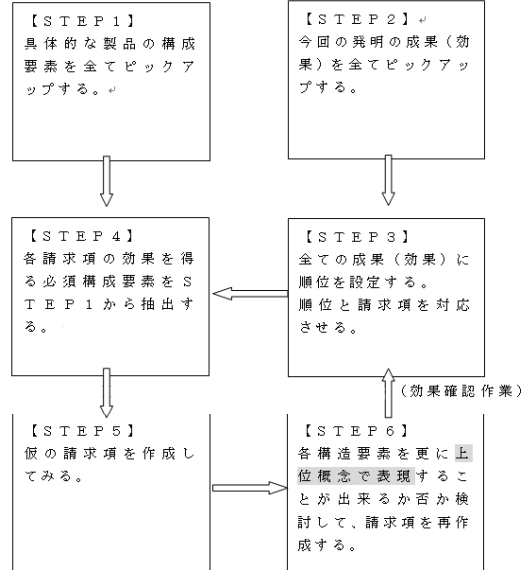 【ＳＴＥＰ１】
具体的な製品の構成
要素を全てピックア
ップする。↵
【ＳＴＥＰ２】↵
今回の発明の成果（効
果）を全てピックアッ
プする。
【ＳＴＥＰ４】
各請求項の効果を得
る必須構成要素をＳ
ＴＥＰ１から抽出す
る。
【ＳＴＥＰ３】
全ての成果（効果）に
順位を設定する。
順位と請求項を対応
させる。
（効果確認作業）
【ＳＴＥＰ５】
仮の請求項を作成し
てみる。
【ＳＴＥＰ６】
各構造要素を更に上
位概念で表現するこ
とが出来るか否か検
討して、請求項を再作
成する。